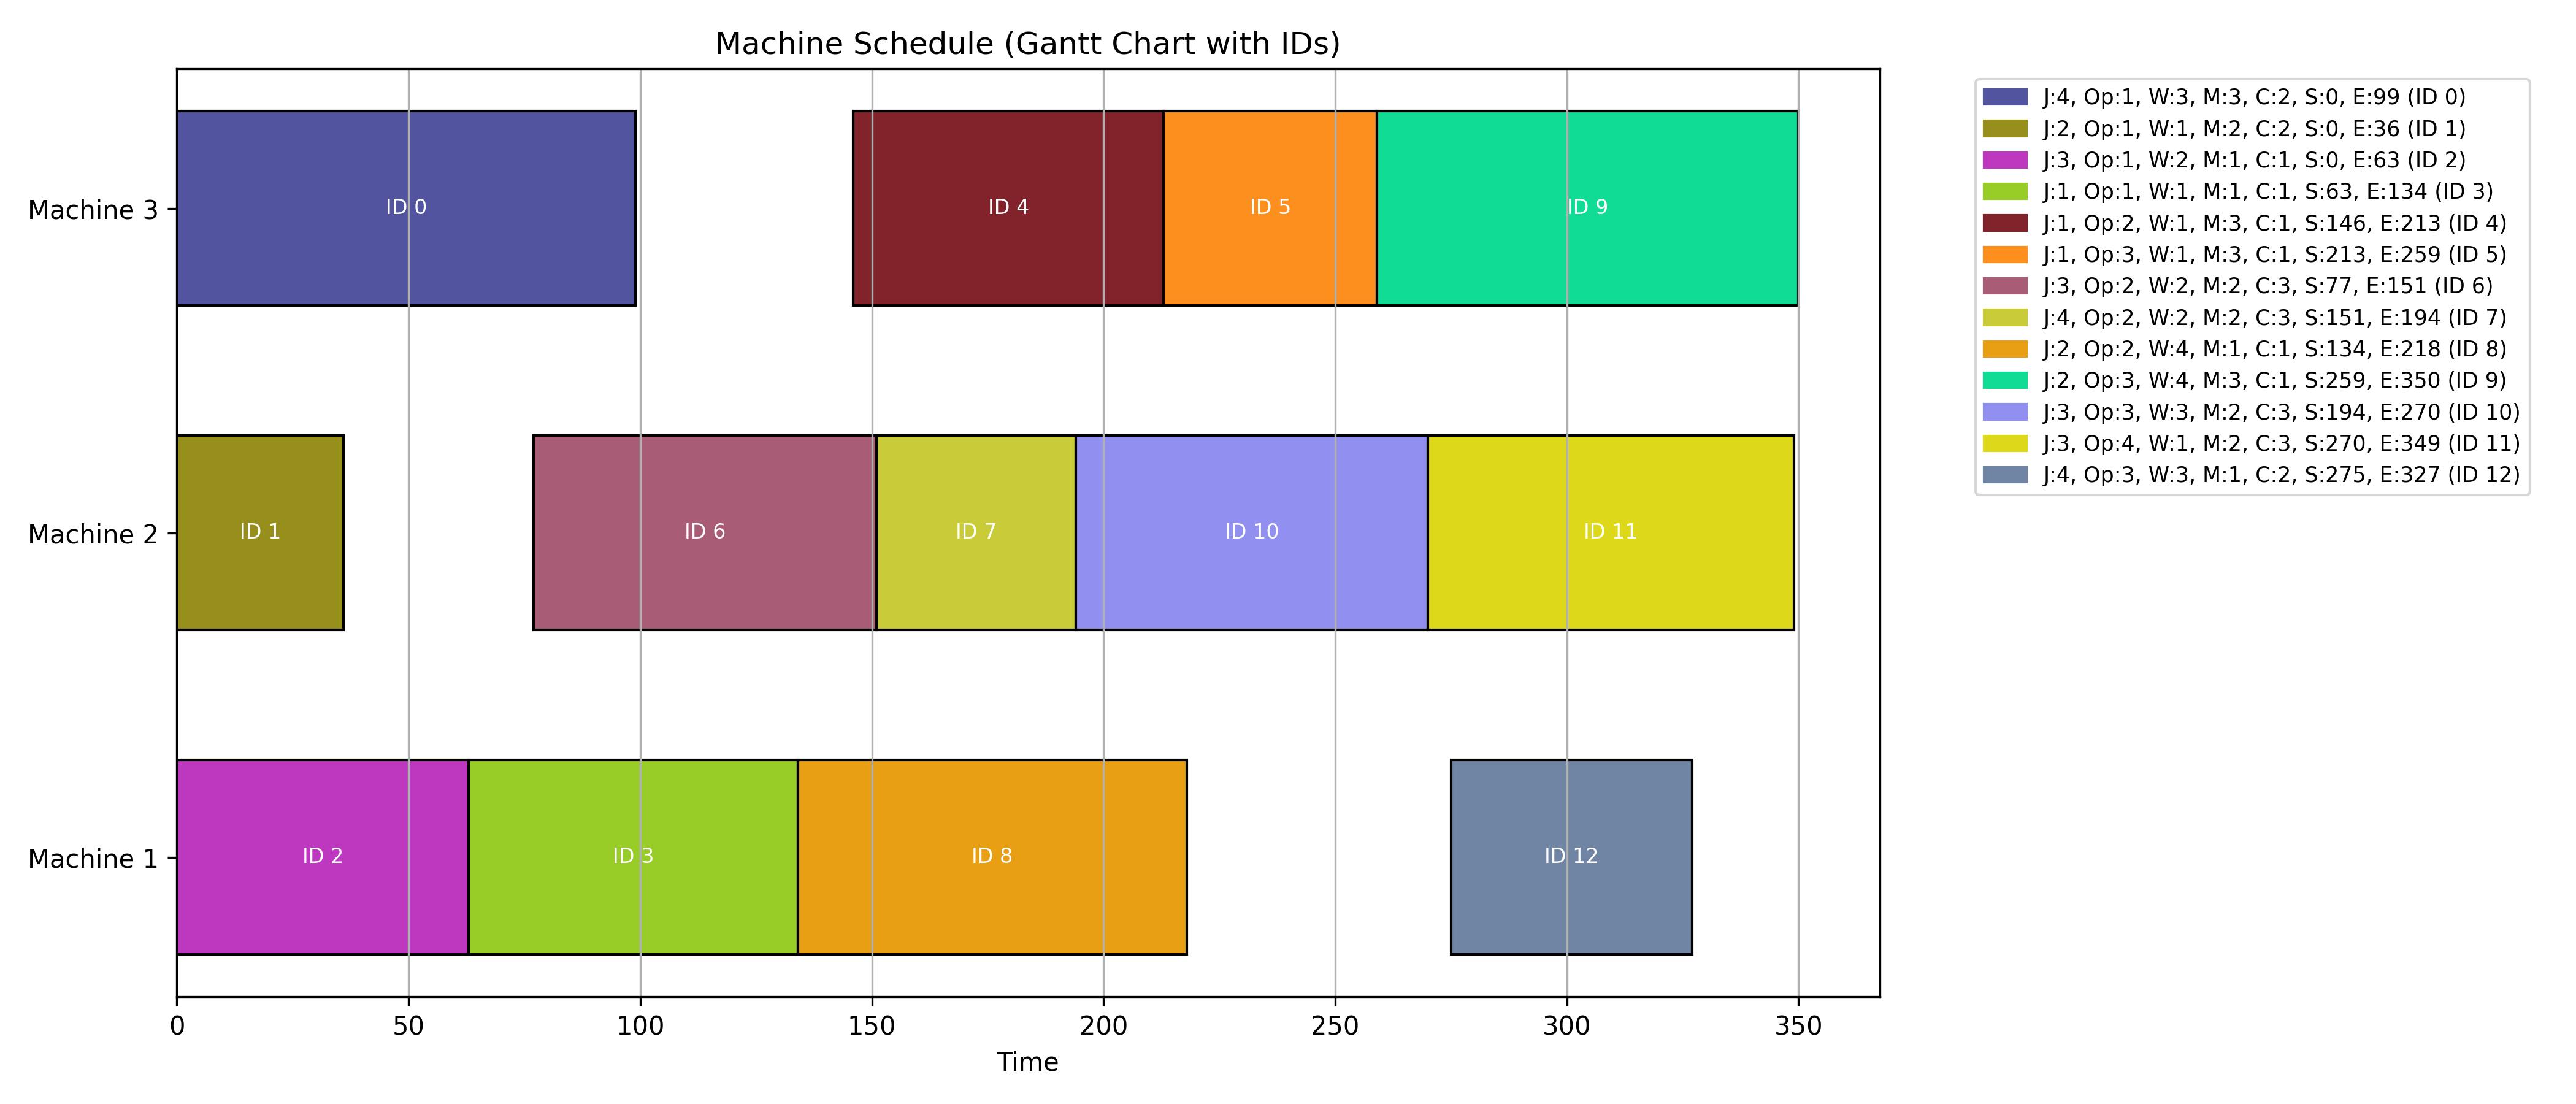 Machine Schedule (Gantt Chart with IDs)
Machine 3
ID 0
ID 4
ID 5
ID 9
Machine 2
ID 1
ID 6
ID 7
ID 10
ID 11
Machine 1
ID 2
ID 3
ID 8
ID 12
0 50 100 150 200 250 300 350
Time
J:4, Op:1, W:3, M:3, C:2, S:0, E:99 (ID 0)
J:2, Op:1, W:1, M:2, C:2, S:0, E:36 (ID 1)
J:3, Op:1, W:2, M:1, C:1, S:0, E:63 (ID 2)
J:1, Op:1, W:1, M:1, C:1, S:63, E:134 (ID 3)
J:1, Op:2, W:1, M:3, C:1, S:146, E:213 (ID 4)
J:1, Op:3, W:1, M:3, C:1, S:213, E:259 (ID 5)
J:3, Op:2, W:2, M:2, C:3, S:77, E:151 (ID 6)
J:4, Op:2, W:2, M:2, C:3, S:151, E:194 (ID 7)
J:2, Op:2, W:4, M:1, C:1, S:134, E:218 (ID 8)
J:2, Op:3, W:4, M:3, C:1, S:259, E:350 (ID 9)
J:3, Op:3, W:3, M:2, C:3, S:194, E:270 (ID 10)
J:3, Op:4, W:1, M:2, C:3, S:270, E:349 (ID 11)
J:4, Op:3, W:3, M:1, C:2, S:275, E:327 (ID 12)